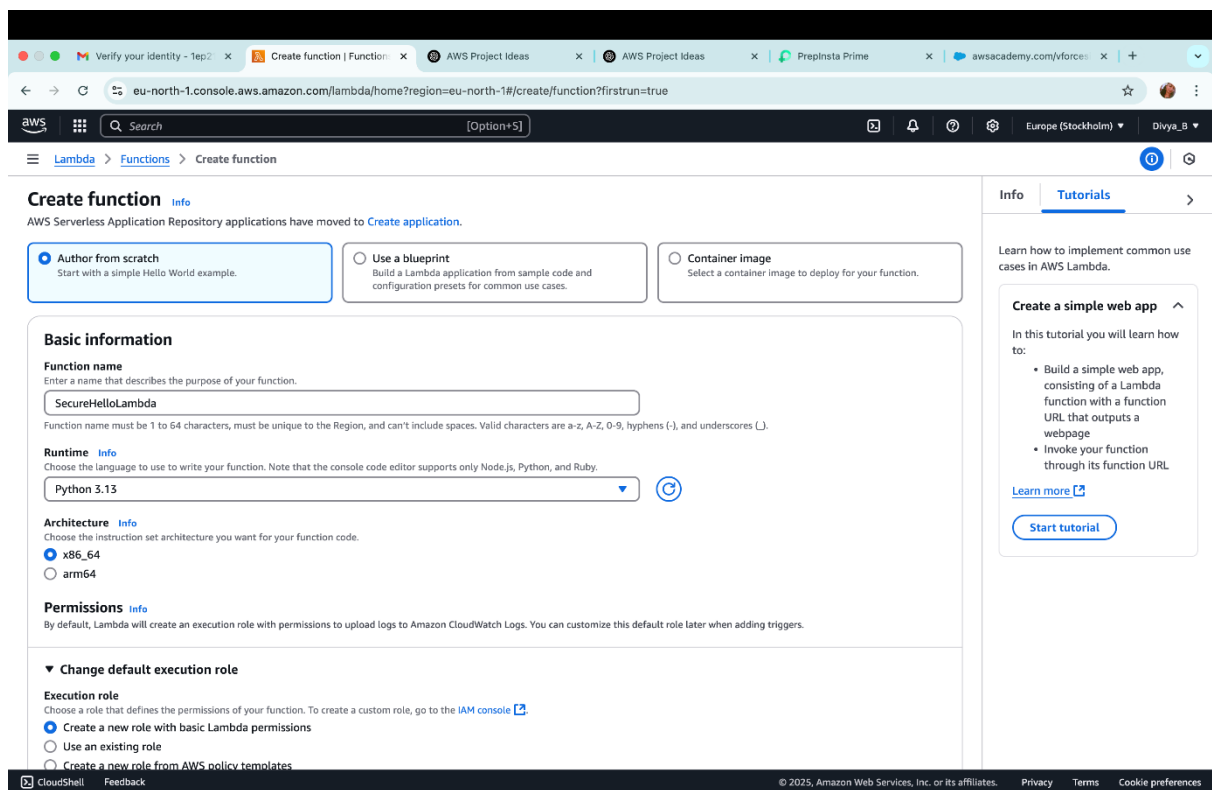 Verify your identity - 1ep2
Create function | Function
AWS Project Ideas
AWS Project Ideas
PrepInsta Prime
awsacademy.com/vforces
eu-north-1.console.aws.amazon.com/lambda/home?region=eu-north-1#/create/function?firstrun=true
aws
Search
[Option+S]
Europe (Stockholm)
Divya_B
Lambda > Functions > Create function
Create function Info
AWS Serverless Application Repository applications have moved to Create application.
Author from scratch
Start with a simple Hello World example.
Use a blueprint
Build a Lambda application from sample code and
configuration presets for common use cases.
Container image
Select a container image to deploy for your function.
Basic information
Function name
Enter a name that describes the purpose of your function.
SecureHelloLambda
Function name must be 1 to 64 characters, must be unique to the Region, and can't include spaces. Valid characters are a-z, A-Z, 0-9, hyphens (-), and underscores (_).
Runtime Info
Choose the language to use to write your function. Note that the console code editor supports only Node.js, Python, and Ruby.
Python 3.13
Architecture Info
Choose the instruction set architecture you want for your function code.
x86_64
arm64
Permissions Info
By default, Lambda will create an execution role with permissions to upload logs to Amazon CloudWatch Logs. You can customize this default role later when adding triggers.
Change default execution role
Execution role
Choose a role that defines the permissions of your function. To create a custom role, go to the IAM console.
Create a new role with basic Lambda permissions
Use an existing role
Create a new role from AWS policy templates
Info
Tutorials
Learn how to implement common use
cases in AWS Lambda.
Create a simple web app
In this tutorial you will learn how
to:
• Build a simple web app,
consisting of a Lambda
function with a function
URL that outputs a
webpage
• Invoke your function
through its function URL
Learn more
Start tutorial
CloudShell
Feedback
© 2025, Amazon Web Services, Inc. or its affiliates.
Privacy
Terms
Cookie preferences